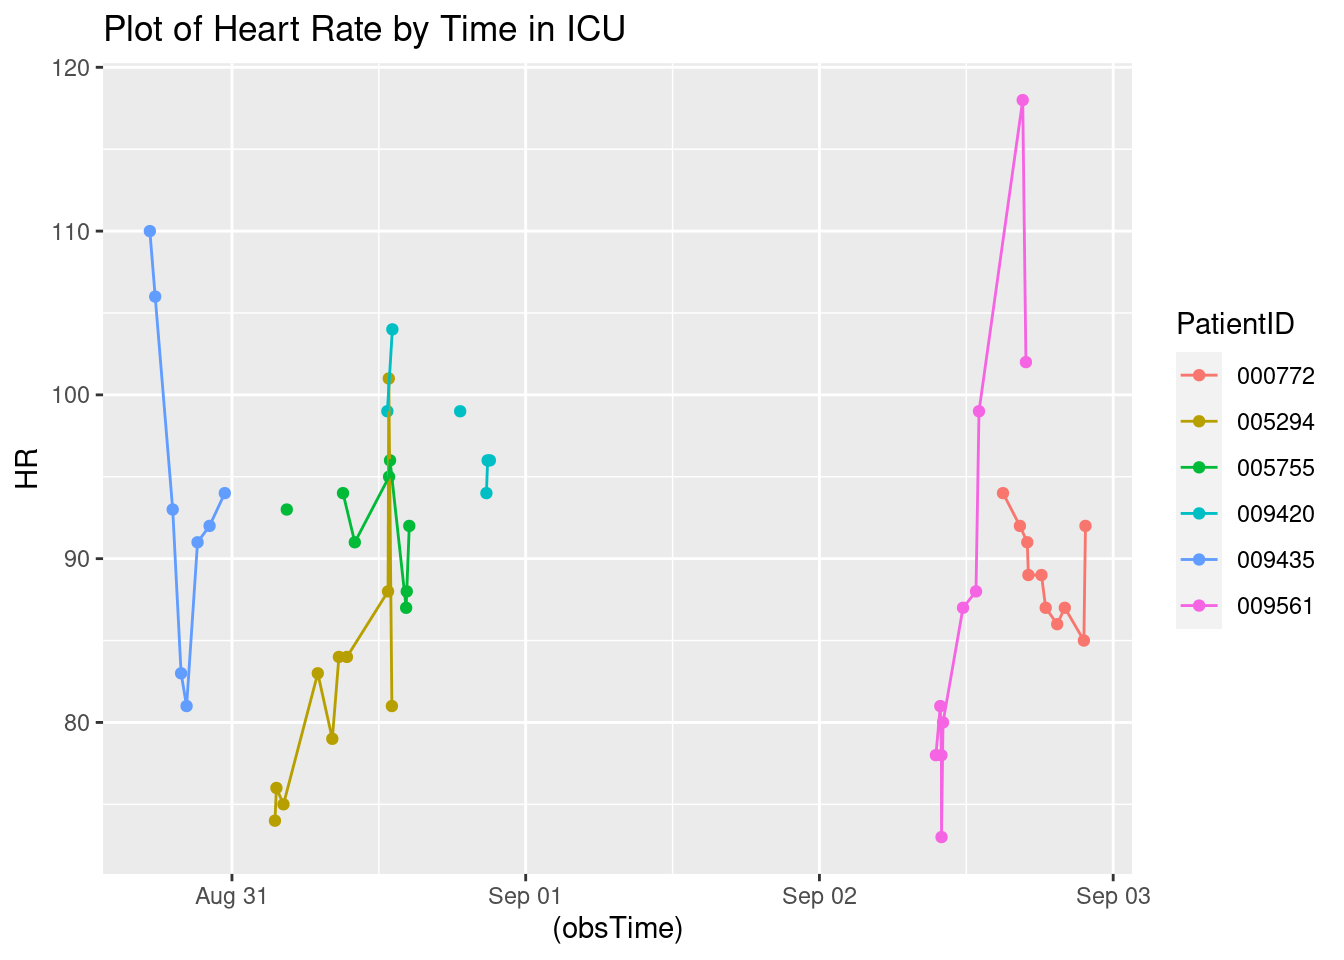 Plot of Heart Rate by Time in ICU
120
110
100
90
80
HR
Aug 31
Sep 01
Sep 02
Sep 03
(obsTime)
PatientID
000772
005294
005755
009420
009435
009561